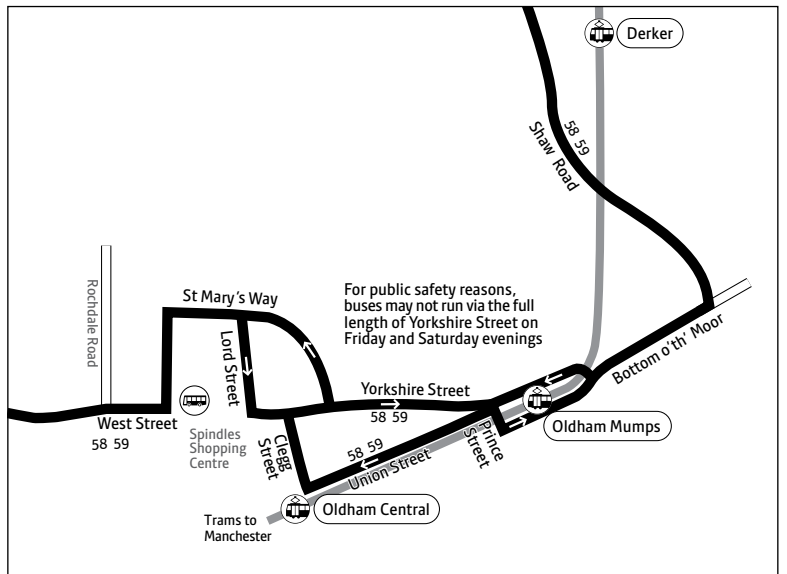 Derker
58 59
Shaw Road
Rochdale Road
St Mary's Way
For public safety reasons,
buses may not run via the full
length of Yorkshire Street on
Friday and Saturday evenings
Lord Street
Bottom o'th' Moor
Yorkshire Street
58 59
West Street
58 59
Spindles
Shopping
Centre
Clegg
Street
58 59
Union Street
Prince
Street
Oldham Mumps
Oldham Central
Trams to
Manchester